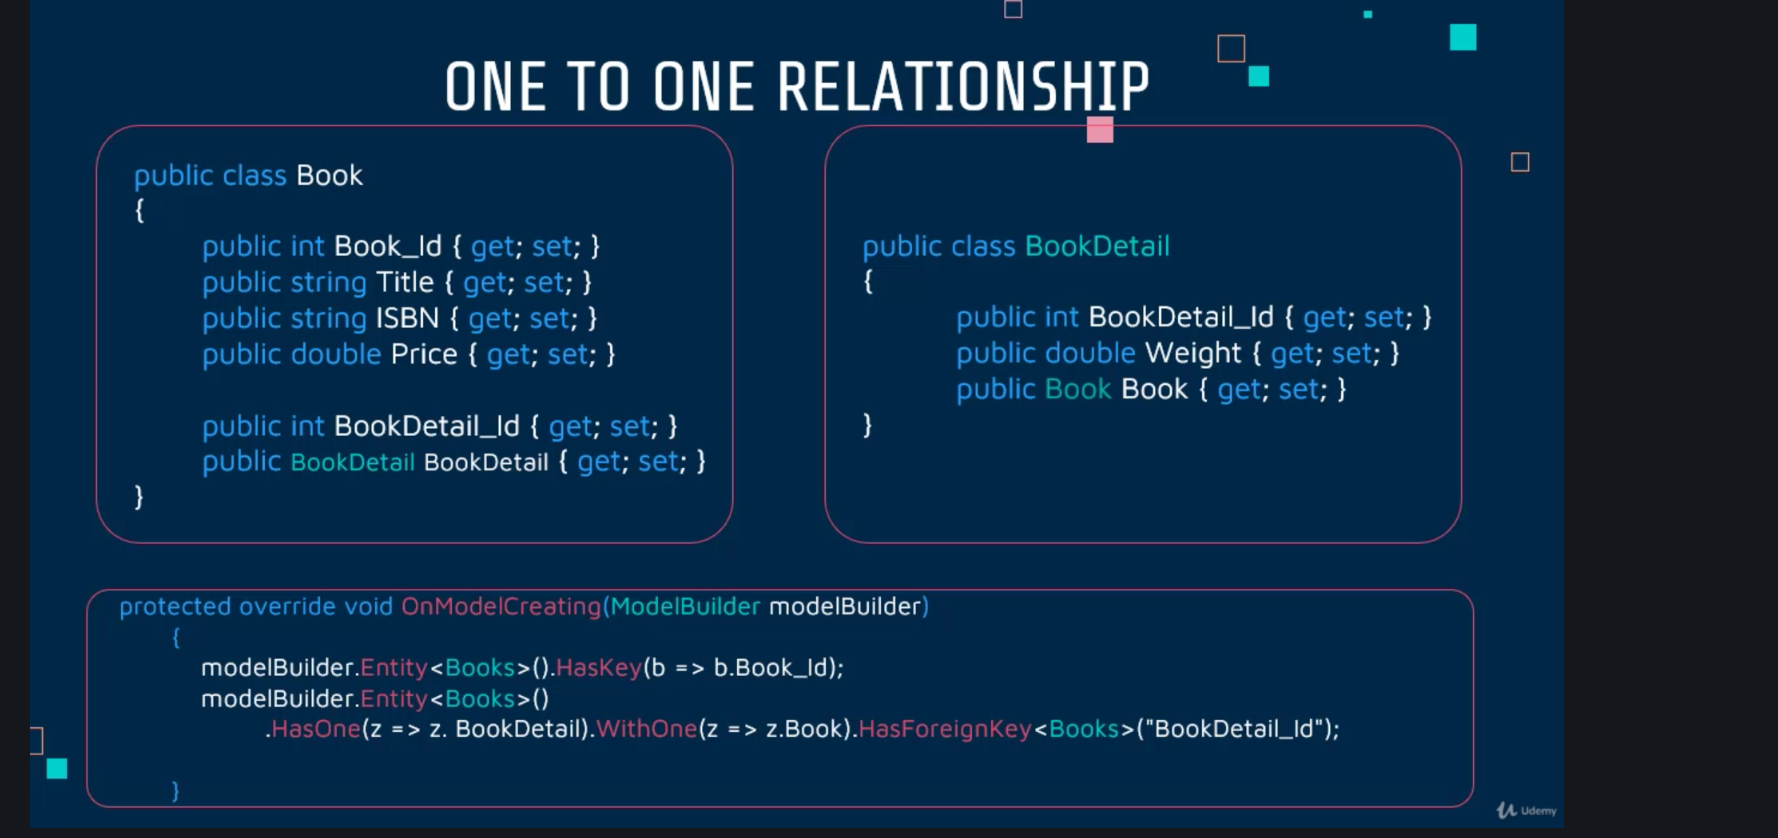 ONE TO ONE RELATIONSHIP
public class Book
{
public int Book_Id { get; set; }
public string Title { get; set; }
public string ISBN { get; set; }
public double Price { get; set; }
public int BookDetail_Id { get; set; }
public BookDetail BookDetail { get; set; }
}
public class BookDetail
{
public int BookDetail_Id { get; set; }
public double Weight { get; set; }
public Book Book { get; set; }
}
protected override void OnModelCreating(ModelBuilder modelBuilder)
{
modelBuilder.Entity<Books>().HasKey(b => b.Book_Id);
modelBuilder.Entity<Books>()
.HasOne(z => z. BookDetail).WithOne(z => z.Book).HasForeignKey<Books>("BookDetail_Id");
}
Udemy